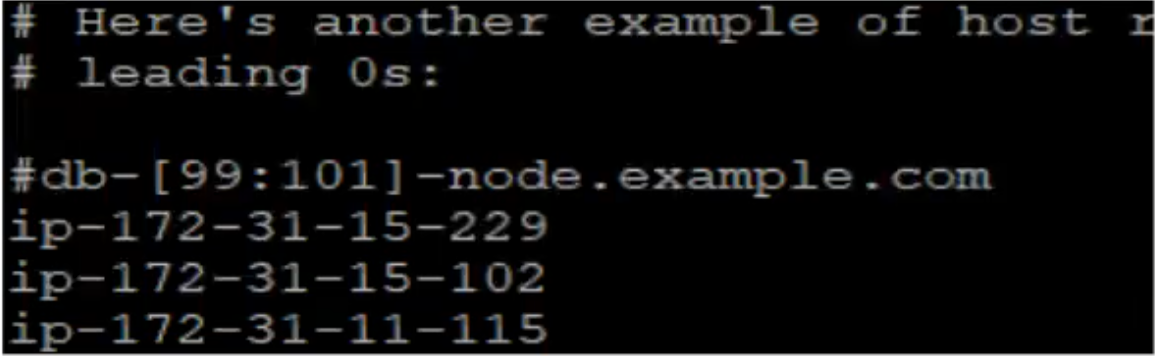 # Here's another example of host r
# leading 0s:
#db-[99:101]-node.example.com
ip-172-31-15-229
ip-172-31-15-102
ip-172-31-11-115